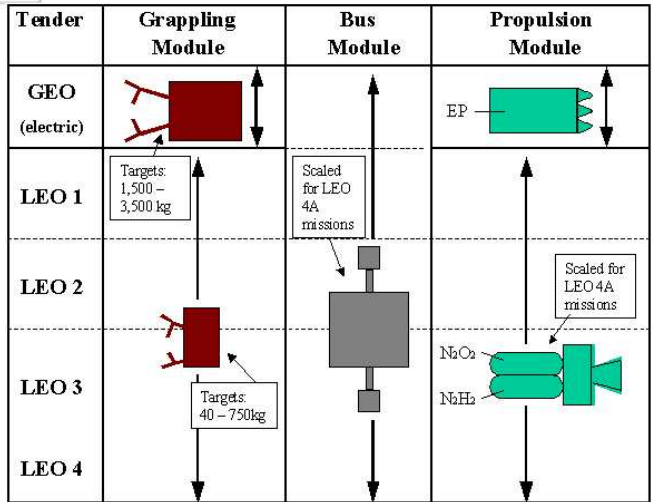 Tender
Grappling
Module
Bus
Module
Propulsion
Module
GEO
(electric)
EP
Targets:
1,500 –
3,500 kg
Scaled
for LEO
4A
missions
LEO 1
LEO 2
Scaled for
LEO 4A
missions
LEO 3
Targets:
40 – 750kg
N₂O₂
N₂H₂
LEO 4